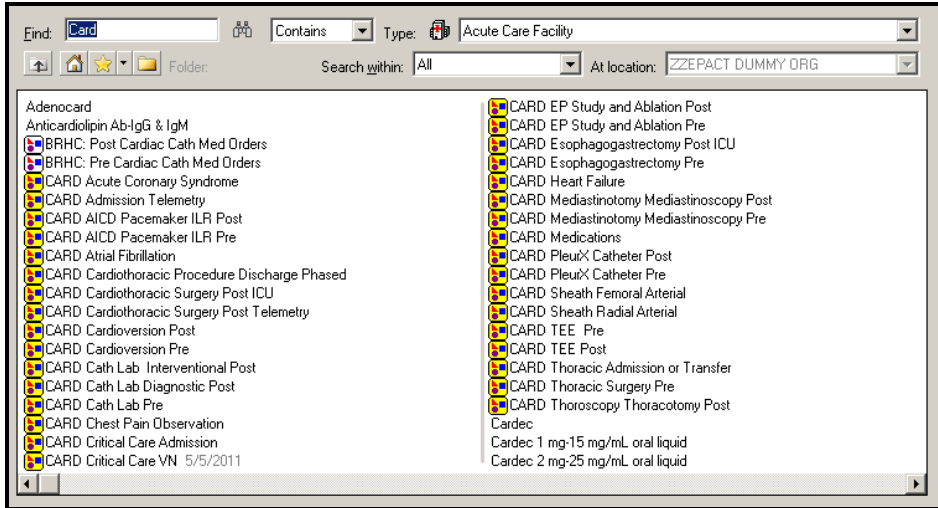 Find: Card Contains Type: Acute Care Facility
Folder: Search within: All At location: ZZEPACT DUMMY ORG
Adenocard
Anticardiolipin Ab-IgG & IgM
BRHC: Post Cardiac Cath Med Orders
BRHC: Pre Cardiac Cath Med Orders
CARD Acute Coronary Syndrome
CARD Admission Telemetry
CARD AICD Pacemaker ILR Post
CARD AICD Pacemaker ILR Pre
CARD Atrial Fibrillation
CARD Cardiothoracic Procedure Discharge Phased
CARD Cardiothoracic Surgery Post ICU
CARD Cardiothoracic Surgery Post Telemetry
CARD Cardioversion Post
CARD Cardioversion Pre
CARD Cath Lab  Interventional Post
CARD Cath Lab Diagnostic Post
CARD Cath Lab Pre
CARD Chest Pain Observation
CARD Critical Care Admission
CARD Critical Care VN 5/5/2011
CARD EP Study and Ablation Post
CARD EP Study and Ablation Pre
CARD Esophagogastrectomy Post ICU
CARD Esophagogastrectomy Pre
CARD Heart Failure
CARD Mediastinotomy Mediastinoscopy Post
CARD Mediastinotomy Mediastinoscopy Pre
CARD Medications
CARD PleurX Catheter Post
CARD PleurX Catheter Pre
CARD Sheath Femoral Arterial
CARD Sheath Radial Arterial
CARD TEE  Pre
CARD TEE Post
CARD Thoracic Admission or Transfer
CARD Thoracic Surgery Pre
CARD Thoroscopy Thoracotomy Post
Cardec
Cardec 1 mg-15 mg/mL oral liquid
Cardec 2 mg-25 mg/mL oral liquid